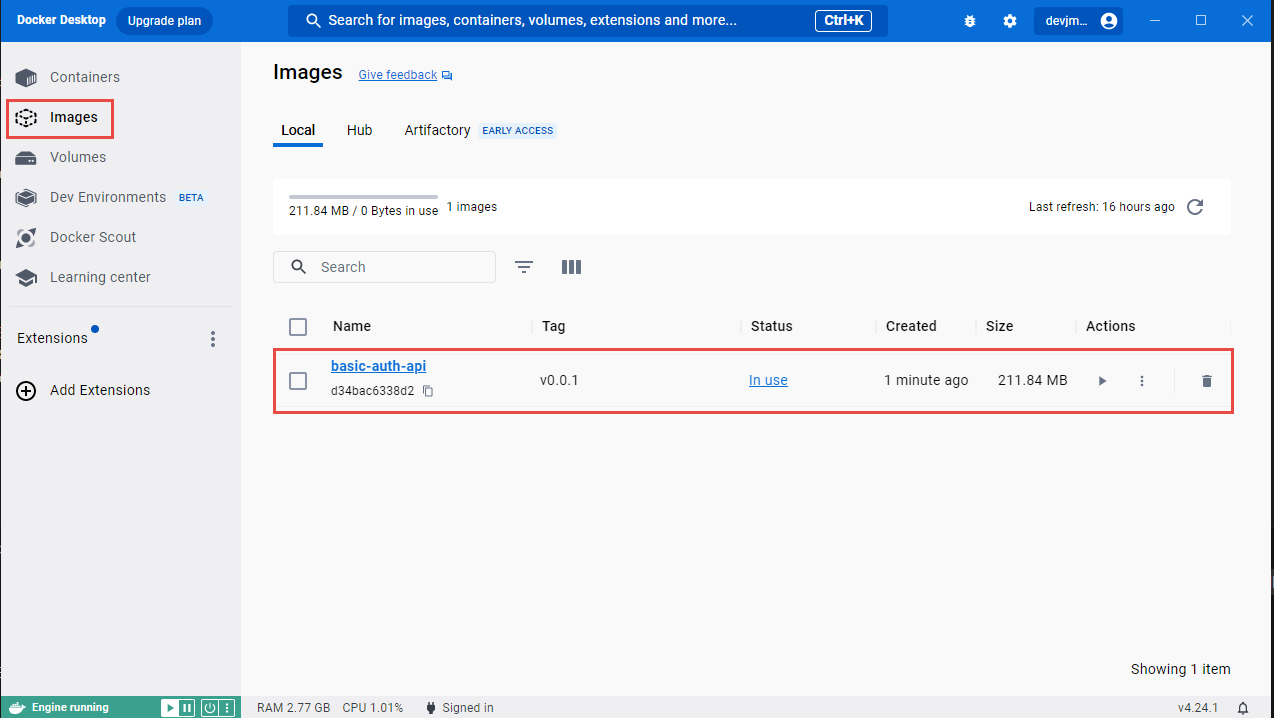 Docker Desktop Upgrade plan Search for images, containers, volumes, extensions and more... Ctrl+K devjm...
Containers
Images
Volumes
Dev Environments BETA
Docker Scout
Learning center
Extensions
Add Extensions
Images Give feedback
Local Hub Artifactory EARLY ACCESS
211.84 MB / 0 Bytes in use 1 images Last refresh: 16 hours ago
Search
Name Tag Status Created Size Actions
basic-auth-api
d34bac6338d2 v0.0.1 In use 1 minute ago 211.84 MB
Showing 1 item
Engine running RAM 2.77 GB CPU 1.01% Signed in v4.24.1